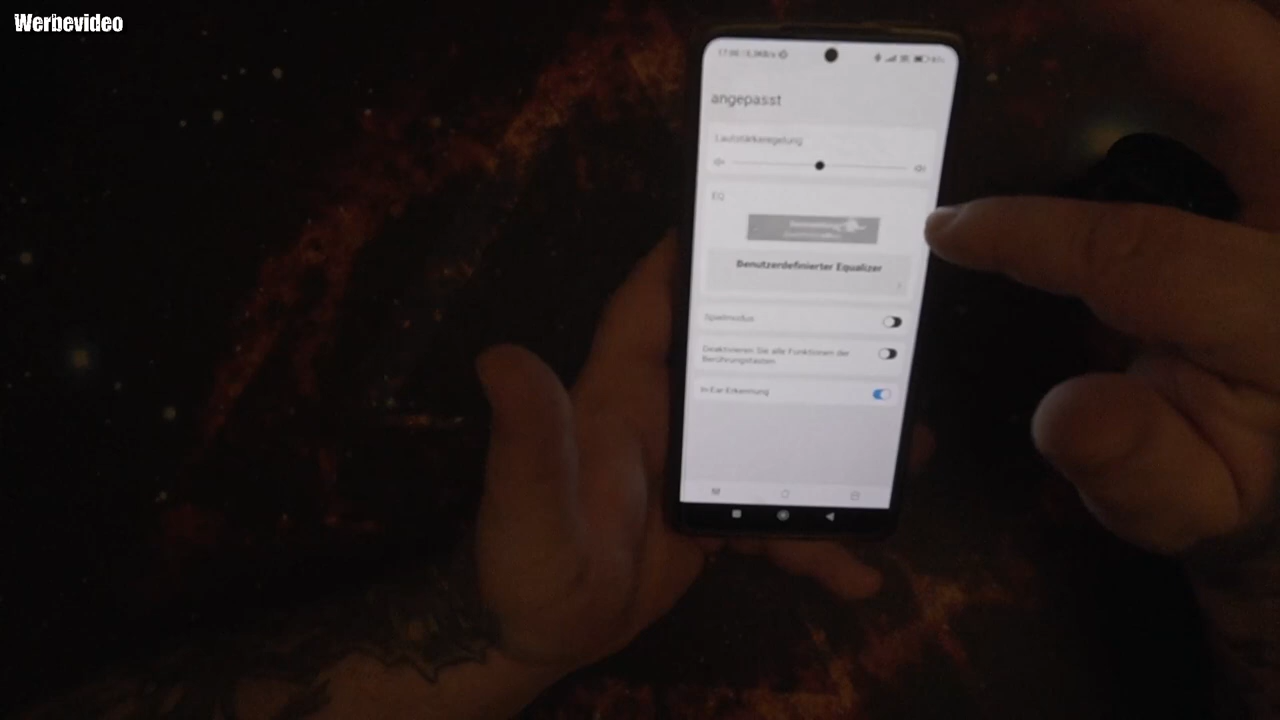 Werbevideo
angepasst
Lautstärkeregelung
EQ
Benutzerdefinierter Equalizer
Spielmodus
Deaktivieren Sie alle Funktionen der
Berührungstasten
In-Ear-Erkennung